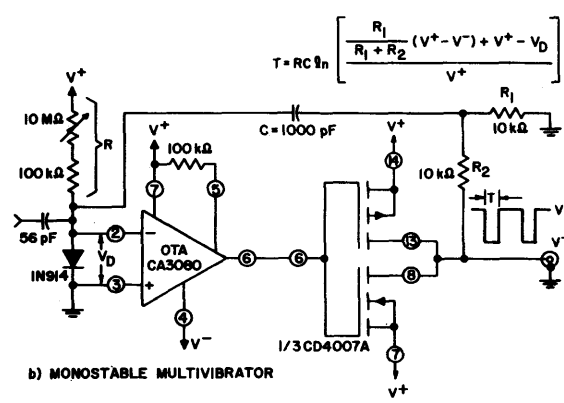 T = RC ℓn [ R1 / (R1 + R2) (V+ – V–) + V+ – VD / V+ ]
V+
10 MΩ
R
100 kΩ
56 pF
1N914
VD
C = 1000 pF
V+
100 kΩ
7
5
2
–
3
+
OTA
CA3080
4
V–
6
6
V+
14
13
8
7
V+
1/3 CD4007A
R1
10 kΩ
10 kΩ
R2
T
V
V
b) MONOSTABLE MULTIVIBRATOR